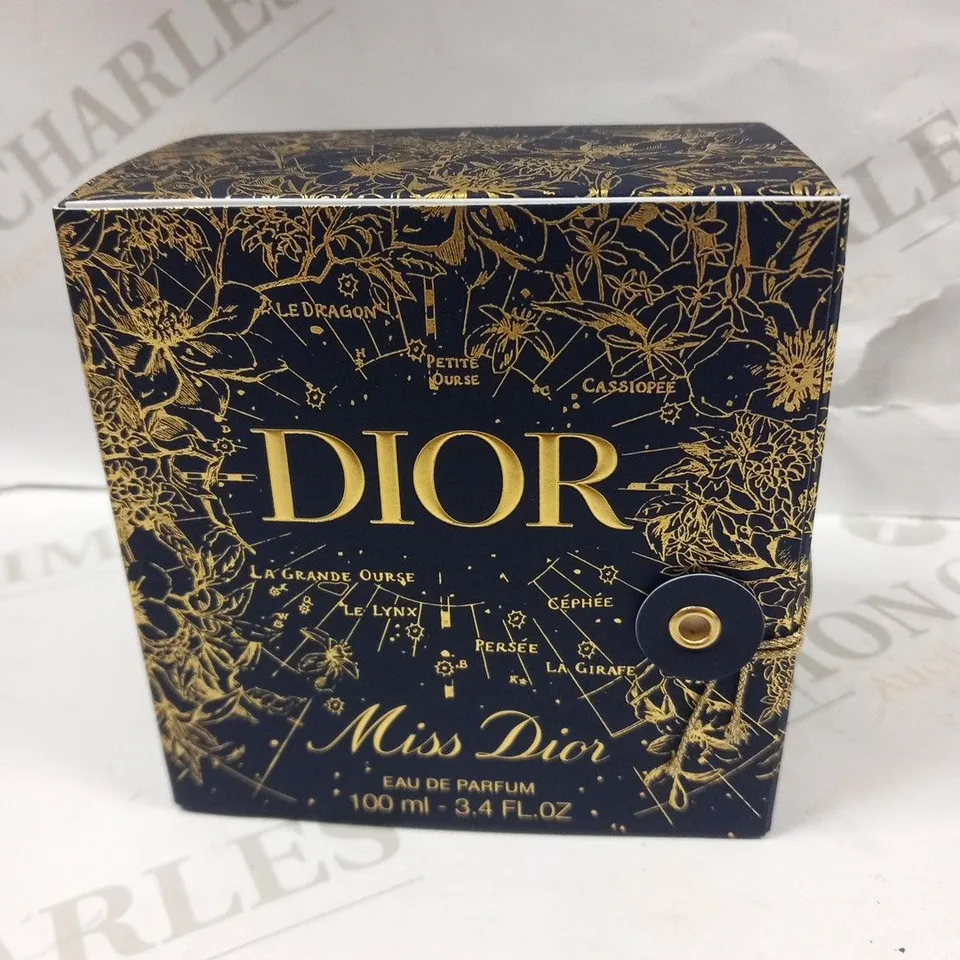 LE DRAGON
PETITE
OURSE
CASSIOPÉE
DIOR
LA GRANDE OURSE
LE LYNX
CÉPHÉE
PERSÉE
LA GIRAFE
Miss Dior
EAU DE PARFUM
100 ml - 3,4 FL.OZ
CHARLES
CHARLES